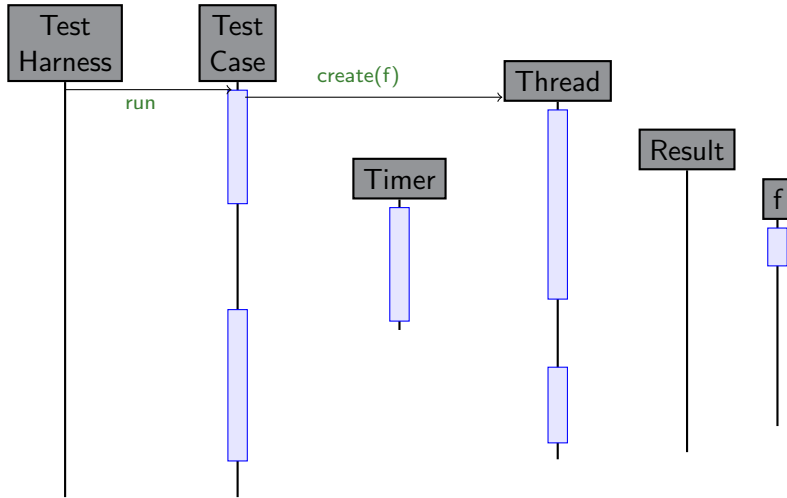 Test
Harness
Test
Case
run
create(f)
Thread
Result
Timer
f